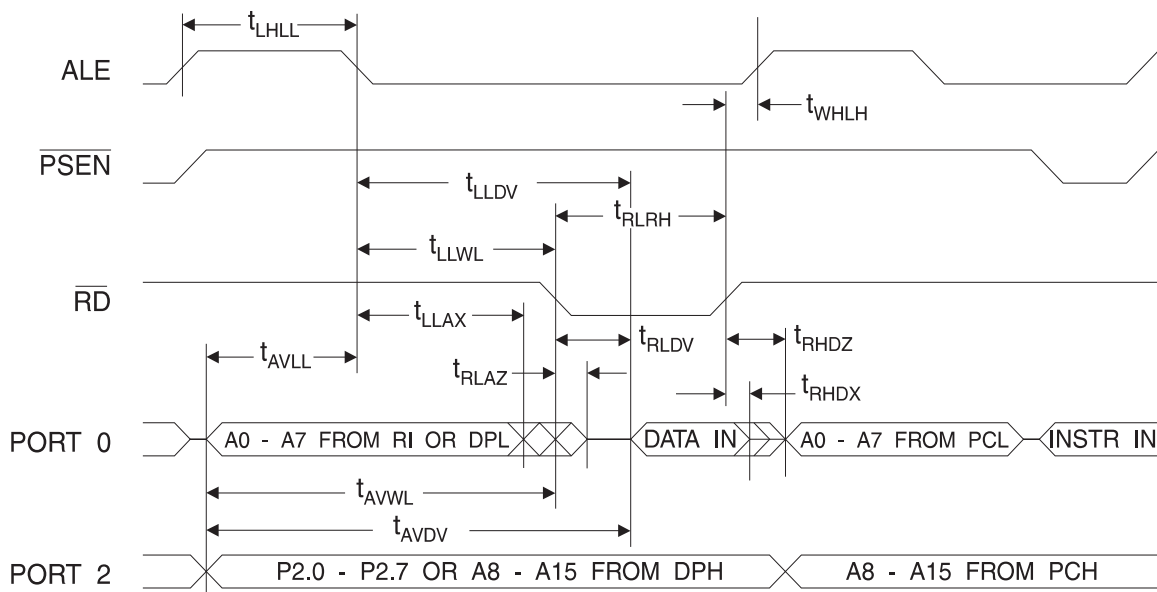 tLHLL
ALE
tWHLH
PSEN
tLLDV
tRLRH
tLLWL
RD
tLLAX
tRLDV
tRHDZ
tAVLL
tRLAZ
tRHDX
PORT 0
A0 - A7 FROM RI OR DPL
DATA IN
A0 - A7 FROM PCL
INSTR IN
tAVWL
tAVDV
PORT 2
P2.0 - P2.7 OR A8 - A15 FROM DPH
A8 - A15 FROM PCH